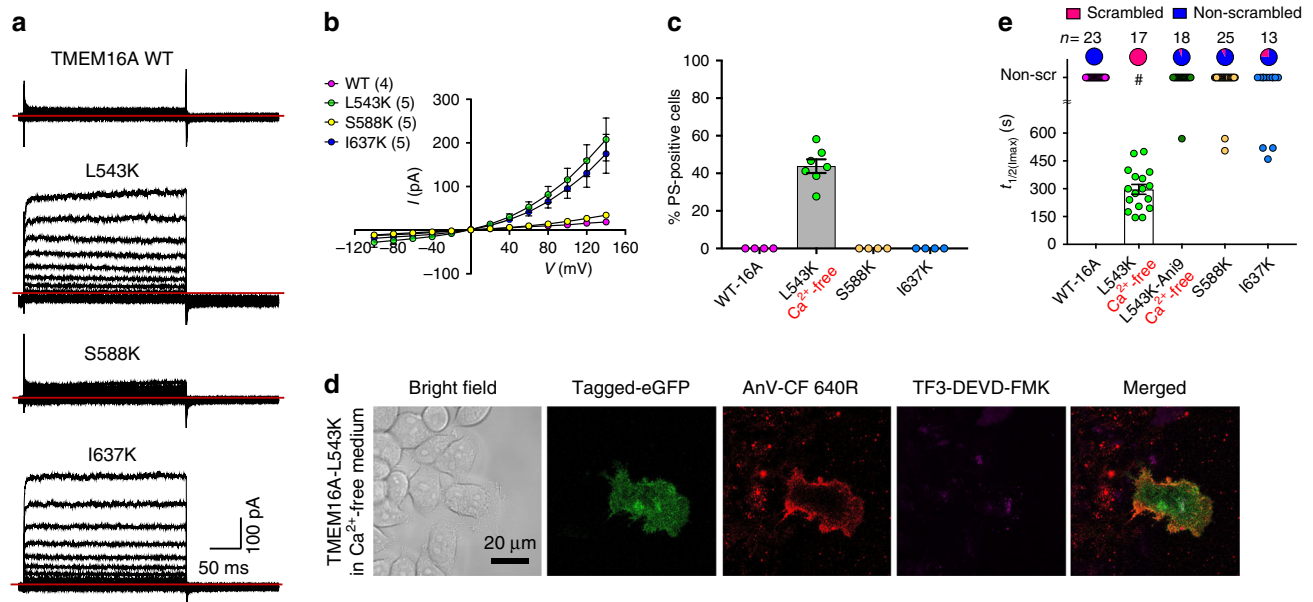 a
TMEM16A WT
L543K
S588K
I637K
100 pA
50 ms
b
WT (4)
L543K (5)
S588K (5)
I637K (5)
I (pA)
300
200
100
−100
−120
−80
−40
40
80
120
160
V (mV)
c
% PS-positive cells
100
80
60
40
20
0
WT-16A
L543K
Ca2+-free
S588K
I637K
e
Scrambled
Non-scrambled
n= 23 17 18 25 13
Non-scr
#
≈
t1/2(Imax) (s)
600
450
300
150
0
WT-16A
L543K
Ca2+-free
L543K-Ani9
Ca2+-free
S588K
I637K
d
Bright field
Tagged-eGFP
AnV-CF 640R
TF3-DEVD-FMK
Merged
TMEM16A-L543K
in Ca2+-free medium
20 μm